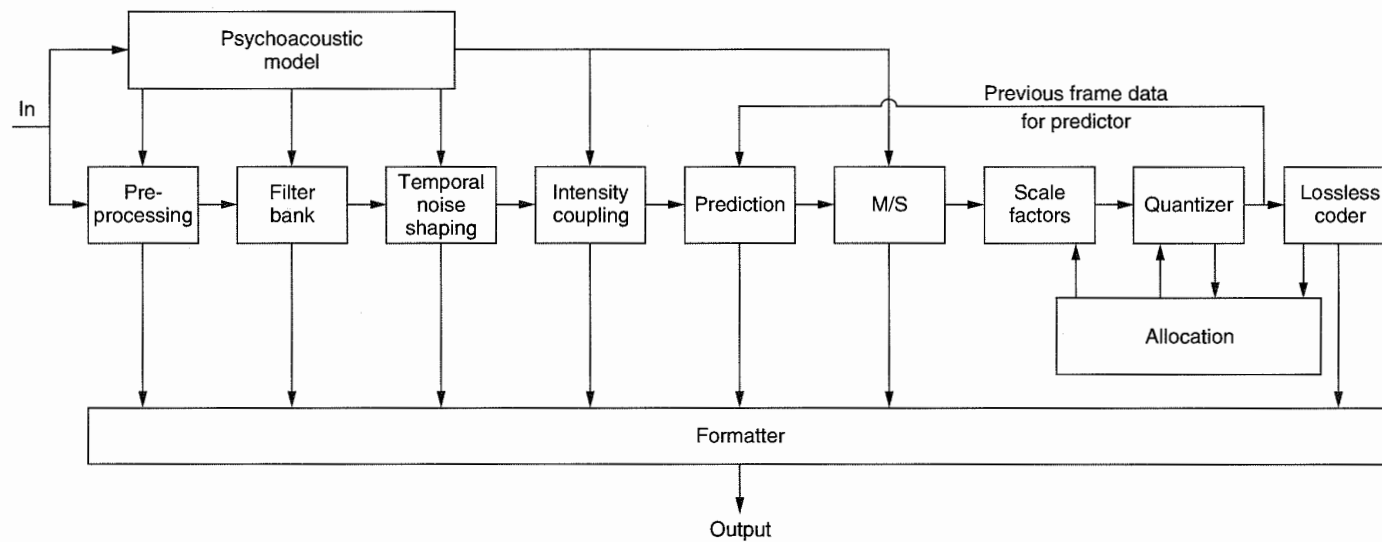 Psychoacoustic
model
In
Previous frame data
for predictor
Pre-
processing
Filter
bank
Temporal
noise
shaping
Intensity
coupling
Prediction
M/S
Scale
factors
Quantizer
Lossless
coder
Allocation
Formatter
Output